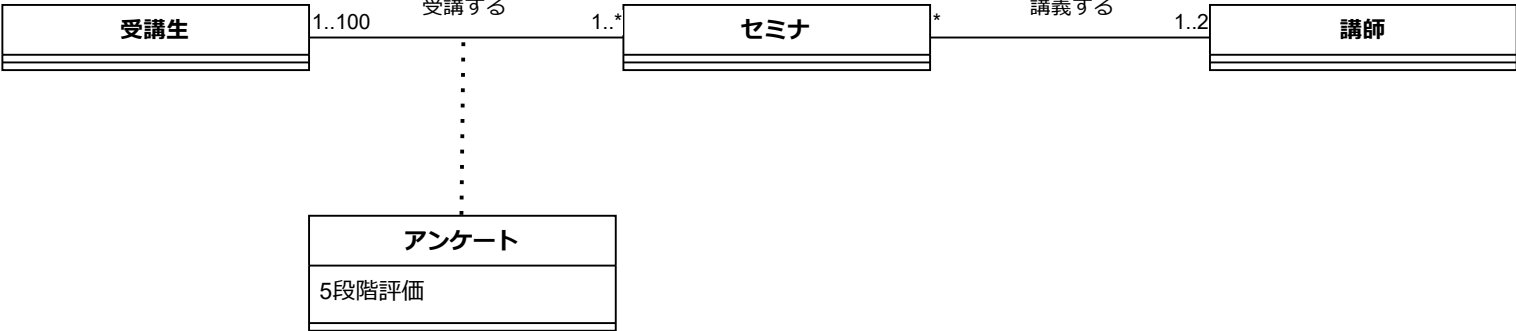 受講する
講義する
受講生
1..100
1..*
セミナ
*
1..2
講師
アンケート
5段階評価